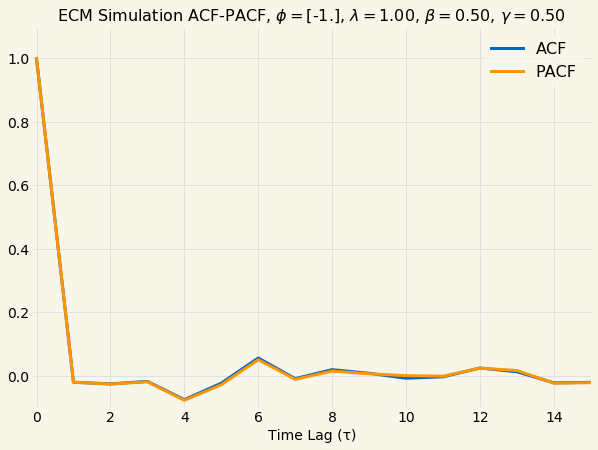 ECM Simulation ACF-PACF, ϕ = [-1.], λ = 1.00, β = 0.50, γ = 0.50
ACF
PACF
1.0
0.8
0.6
0.4
0.2
0.0
0 2 4 6 8 10 12 14
Time Lag (τ)